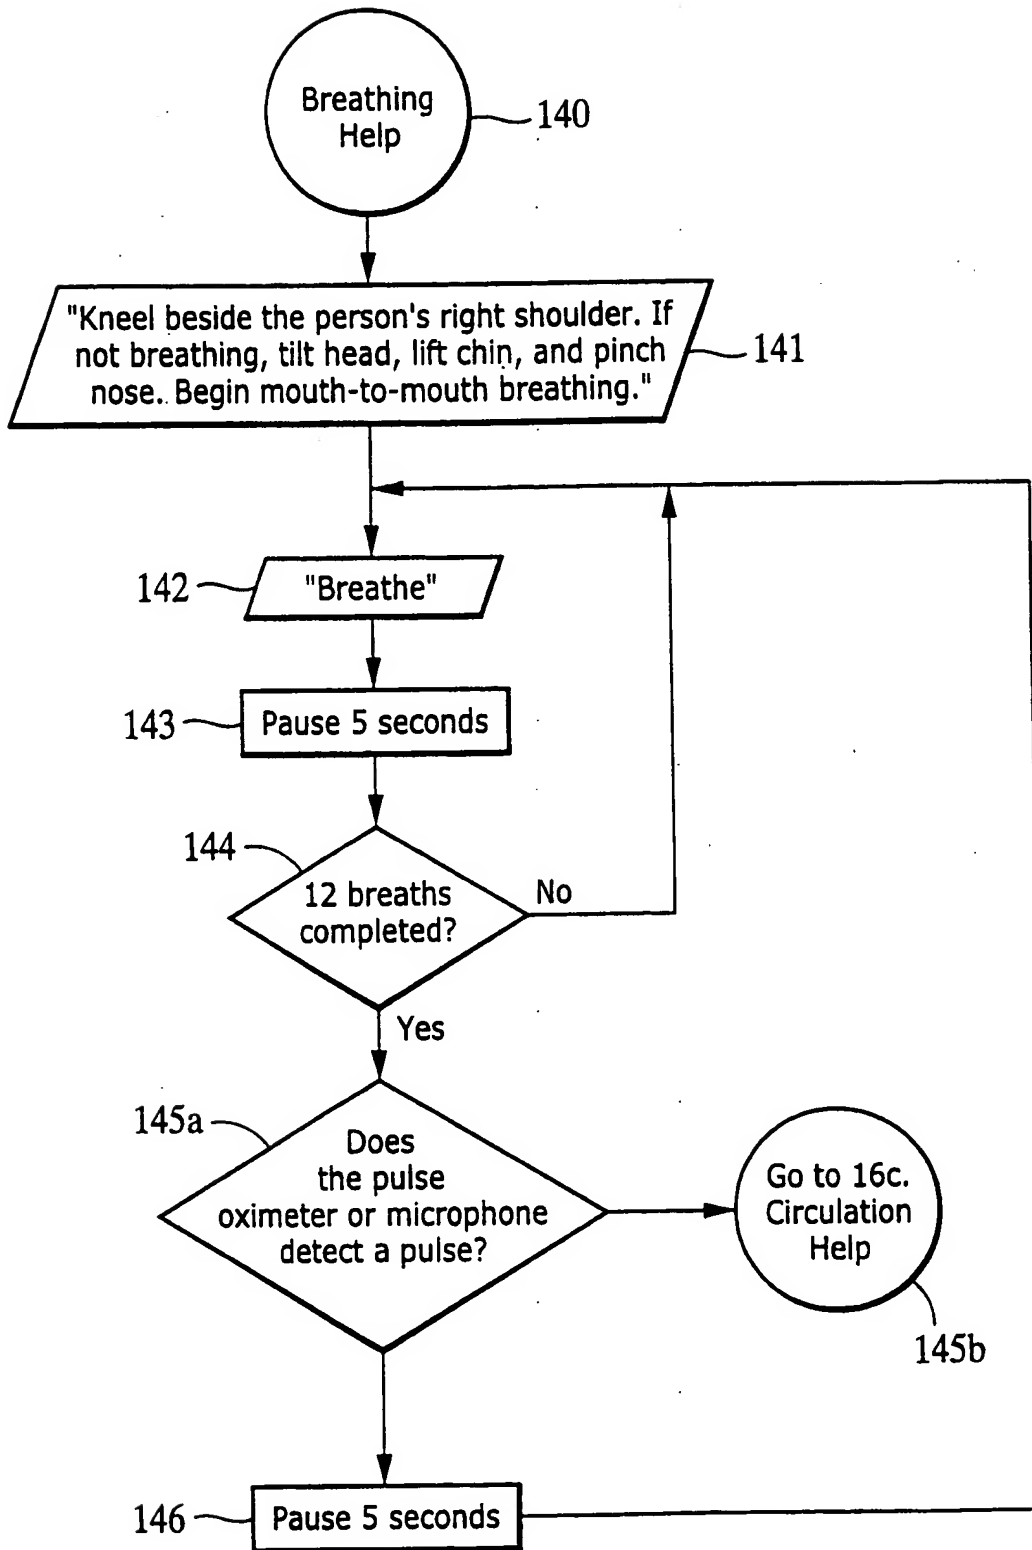 Breathing
Help
140
"Kneel beside the person's right shoulder. If
not breathing, tilt head, lift chin, and pinch
nose. Begin mouth-to-mouth breathing."
141
142
"Breathe"
143
Pause 5 seconds
144
12 breaths
completed?
No
Yes
145a
Does
the pulse
oximeter or microphone
detect a pulse?
Go to 16c.
Circulation
Help
145b
146
Pause 5 seconds